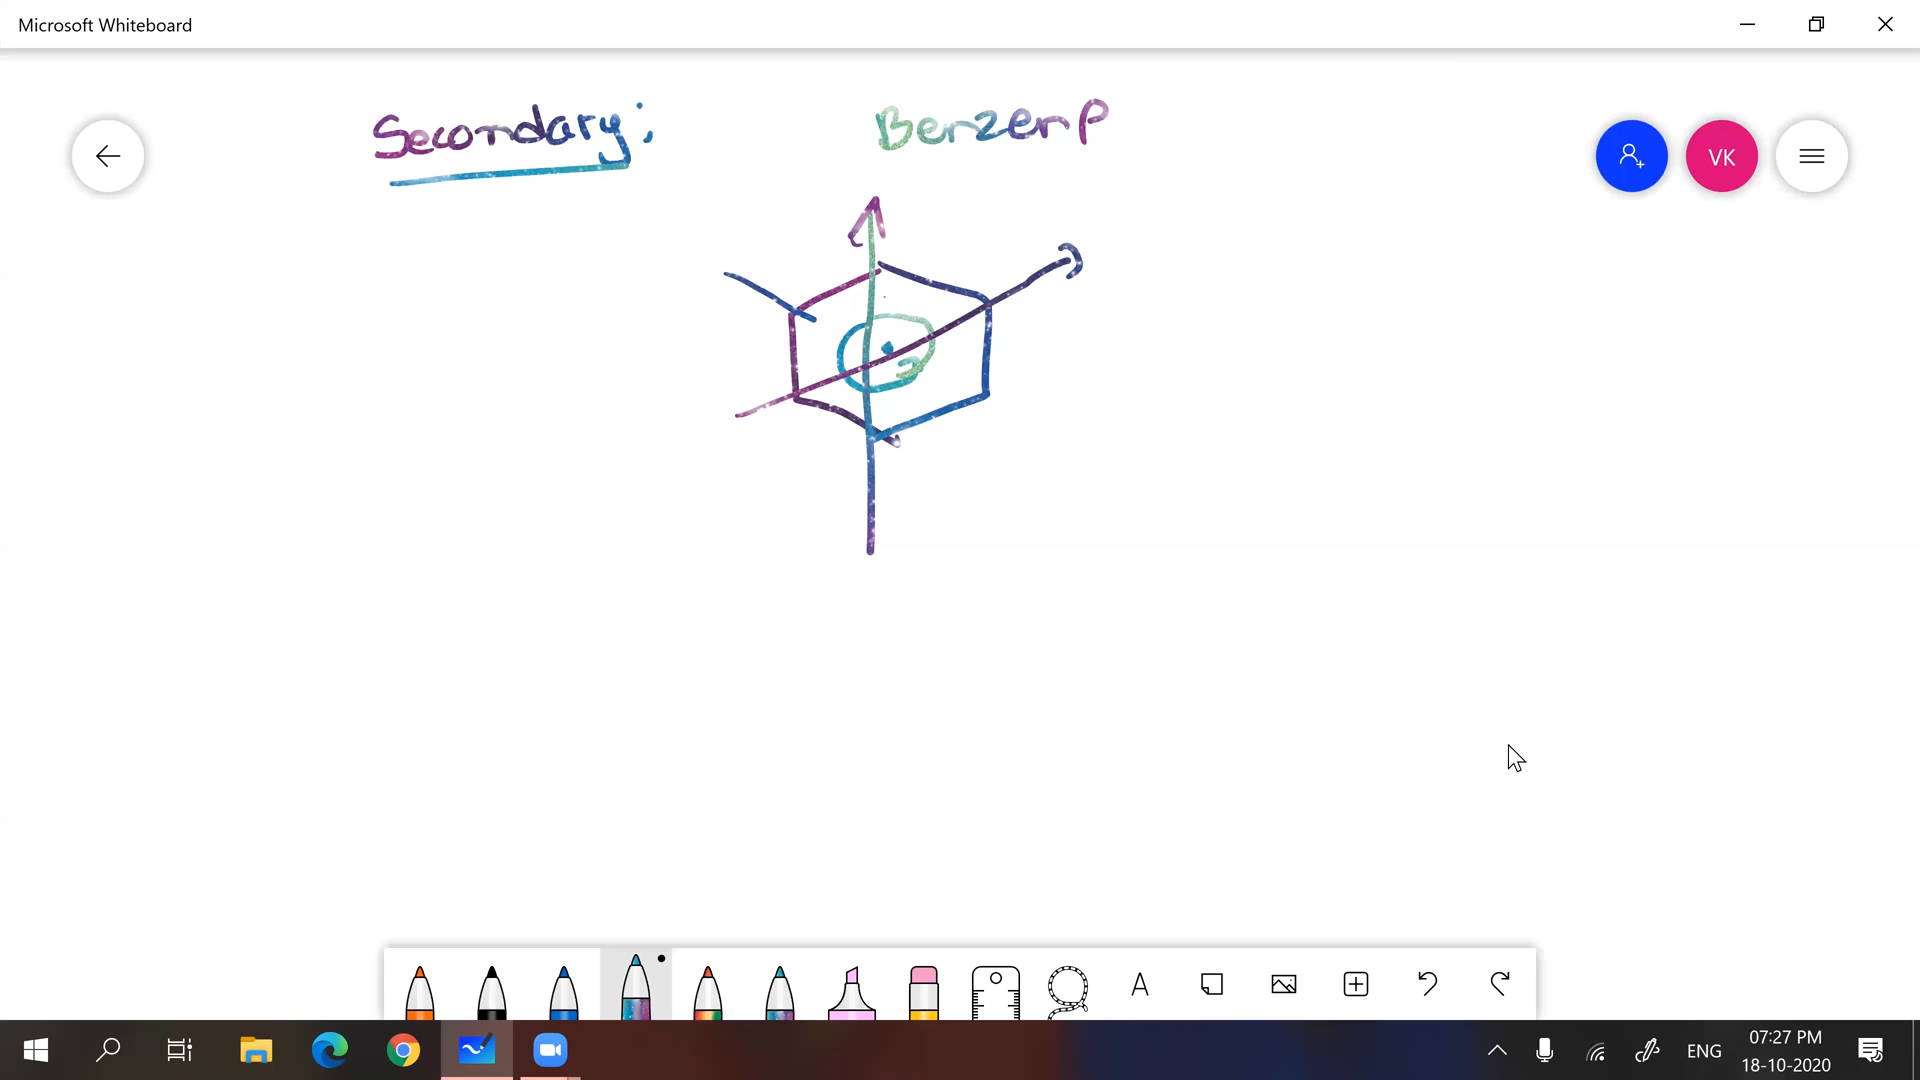 Microsoft Whiteboard
Secondary:
Benzene
VK
A
ENG
07:27 PM
18-10-2020